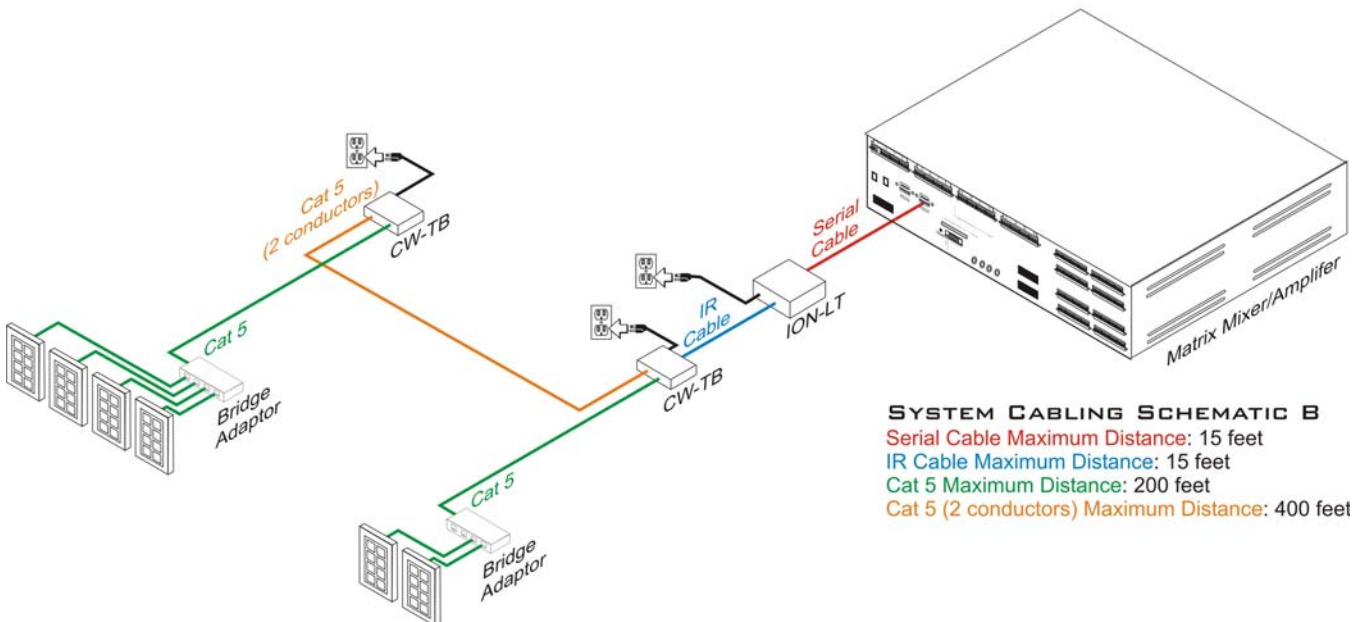 Cat 5
(2 conductors)
CW-TB
Serial
Cable
IR
Cable
ION-LT
CW-TB
Matrix Mixer/Amplifer
Cat 5
Bridge
Adaptor
Cat 5
Bridge
Adaptor
SYSTEM CABLING SCHEMATIC B
Serial Cable Maximum Distance: 15 feet
IR Cable Maximum Distance: 15 feet
Cat 5 Maximum Distance: 200 feet
Cat 5 (2 conductors) Maximum Distance: 400 feet